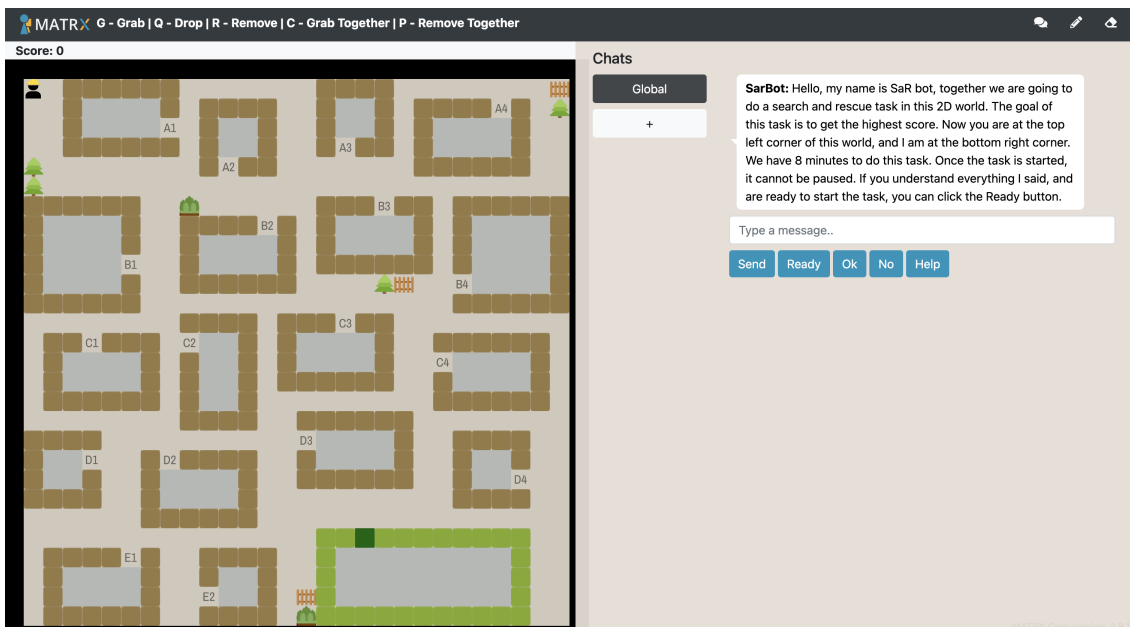 MATRX G - Grab | Q - Drop | R - Remove | C - Grab Together | P - Remove Together
Score: 0
Chats
Global
+
SarBot: Hello, my name is SaR bot, together we are going to
do a search and rescue task in this 2D world. The goal of
this task is to get the highest score. Now you are at the top
left corner of this world, and I am at the bottom right corner.
We have 8 minutes to do this task. Once the task is started,
it cannot be paused. If you understand everything I said, and
are ready to start the task, you can click the Ready button.
Type a message..
Send Ready Ok No Help
A4
A1
A3
A2
B3
B2
B1
B4
C3
C1 C2
C4
D3
D1 D2
D4
E1
E2